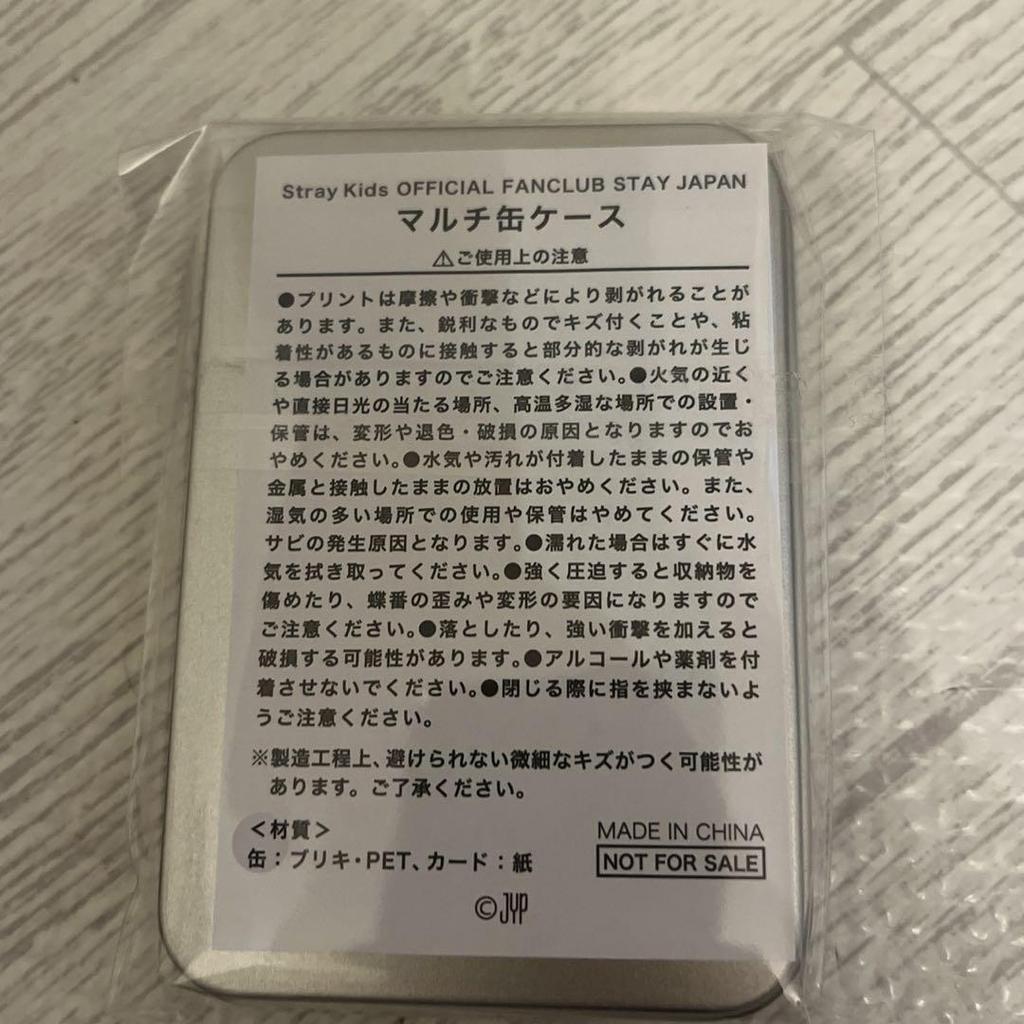 Stray Kids OFFICIAL FANCLUB STAY JAPAN
マルチ缶ケース
⚠ご使用上の注意
●プリントは摩擦や衝撃などにより剥がれることが
あります。また、鋭利なものでキズ付くことや、粘
着性があるものに接触すると部分的な剥がれが生じ
る場合がありますのでご注意ください。●火気の近く
や直接日光の当たる場所、高温多湿な場所での設置・
保管は、変形や退色・破損の原因となりますのでお
やめください。●水気や汚れが付着したままの保管や
金属と接触したままの放置はおやめください。また、
湿気の多い場所での使用や保管はやめてください。
サビの発生原因となります。●濡れた場合はすぐに水
気を拭き取ってください。●強く圧迫すると収納物を
傷めたり、蝶番の歪みや変形の要因になりますので
ご注意ください。●落としたり、強い衝撃を加えると
破損する可能性があります。●アルコールや薬剤を付
着させないでください。●閉じる際に指を挟まないよ
うご注意ください。
※製造工程上、避けられない微細なキズがつく可能性が
あります。ご了承ください。
＜材質＞
缶：ブリキ・PET、カード：紙
MADE IN CHINA
NOT FOR SALE
©JYP